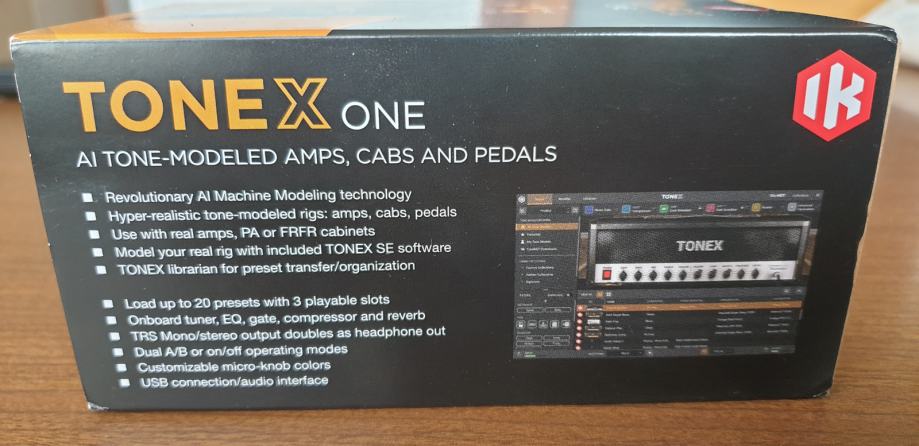 TONEX ONE
IK
AI TONE-MODELED AMPS, CABS AND PEDALS
Revolutionary AI Machine Modeling technology
Hyper-realistic tone-modeled rigs: amps, cabs, pedals
Use with real amps, PA or FRFR cabinets
Model your real rig with included TONEX SE software
TONEX librarian for preset transfer/organization
Load up to 20 presets with 3 playable slots
Onboard tuner, EQ, gate, compressor and reverb
TRS Mono/stereo output doubles as headphone out
Dual A/B or on/off operating modes
Customizable micro-knob colors
USB connection/audio interface
TONEX
TONEX